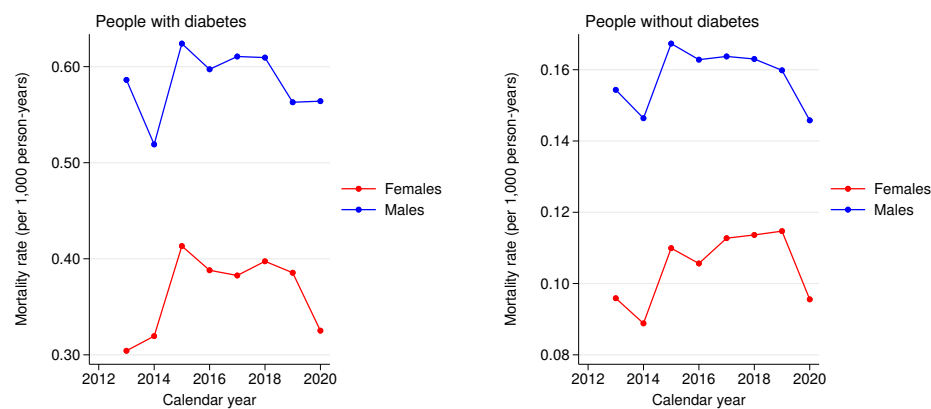 People with diabetes
Mortality rate (per 1,000 person-years)
0.60
0.50
0.40
0.30
2012 2014 2016 2018 2020
Calendar year
Females
Males
People without diabetes
Mortality rate (per 1,000 person-years)
0.16
0.14
0.12
0.10
0.08
2012 2014 2016 2018 2020
Calendar year
Females
Males